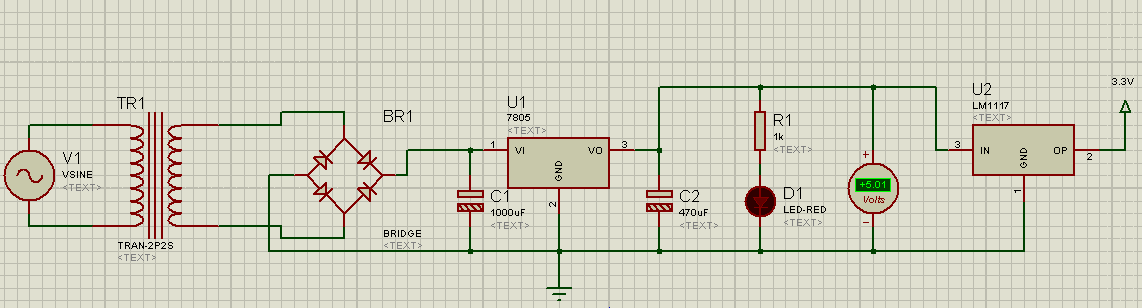 TR1
TRAN-2P2S
<TEXT>
V1
VSINE
<TEXT>
BR1
BRIDGE
<TEXT>
C1
1000uF
<TEXT>
U1
7805
<TEXT>
1
VI
VO
3
GND
2
C2
470uF
<TEXT>
R1
1k
<TEXT>
D1
LED-RED
<TEXT>
+
+5.01
Volts
−
U2
LM1117
<TEXT>
3
IN
OP
2
GND
1
3.3V